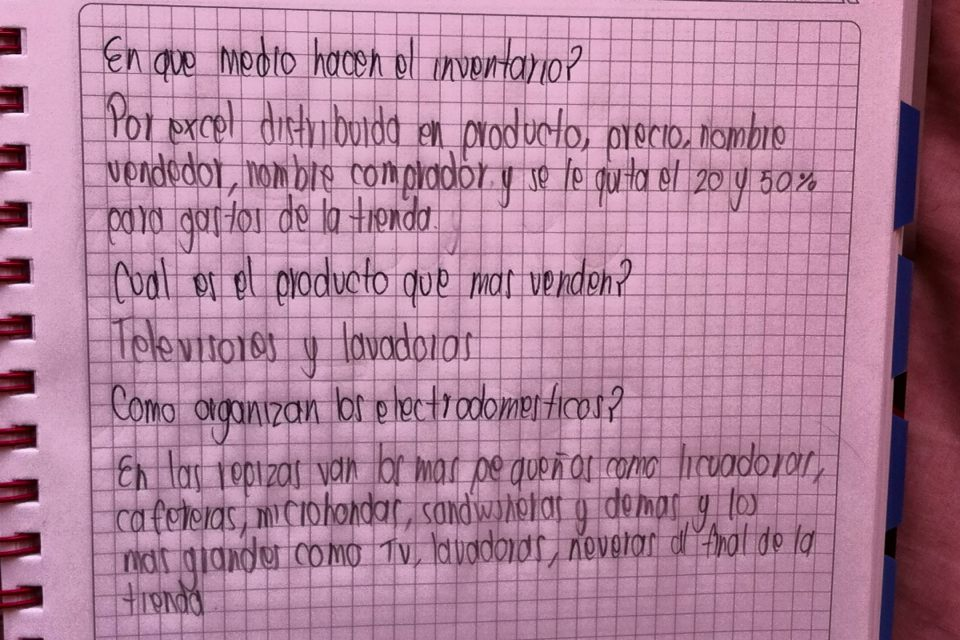 En que medio hacen el inventario?
Por excel distribuida en producto, precio, nombre
vendedor, nombre comprador y se le quita el 20 y 50%
para gastos de la tienda.
Cual es el producto que mas venden?
Televisores y lavadoras
Como organizan los electrodomesticos?
En las repizas van los mas pequeños como licuadoras,
cafeteras, microhondas, sandwiheras y demas y los
mas grandes como TV, lavadoras, neveras al final de la
tienda